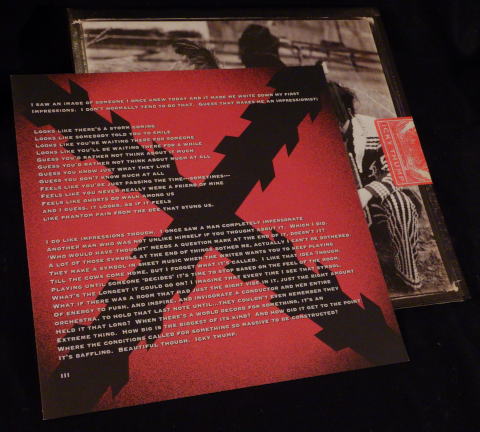 I saw an image of someone I once knew today and it made me write down my first
impressions. I don't normally tend to do that. Guess that makes me an impressionist!
Looks like there's a storm coming
Looks like somebody told you to smile
Looks like you're waiting there for someone
Looks like you'll be waiting there for a while
Guess you'd rather not think about it much
Guess you'd rather not think about much at all
Guess you know just what they like
Guess you don't know much at all
Feels like you're just passing the time...sometimes...
Feels like you never really were a friend of mine
Feels like ghosts do walk among us
And I guess, it looks, as if it feels
like phantom pain from the bee that stung us.
I do like impressions though. I once saw a man completely impersonate
Another man who was not unlike himself if you thought about it. Which I did.
'Who would have thought' needs a question mark at the end of it, doesn't it?
A lot of those symbols at the end of things bother me, actually I can't be bothered.
They make a symbol in sheet music when the writer wants you to keep playing
till the cows come home, but I forget what it's called. I like that idea though.
Playing until someone "decides" it's time to stop based on the feel of the room.
What's the longest it could go on? I imagine that every time I see that symbol.
What if there was a room that had just the right vibe in it, just the right amount
of energy to push, and inspire, and invigorate a conductor and her entire
orchestra, to hold that last note until...they couldn't even remember they
held it that long? When there's a world record for something, it's an
extreme thing. How big is the biggest of its kind? And how did it get to the point
where the conditions called for something so massive to be constructed?
It's baffling. Beautiful though. Icky Thump.
III
ICKY THUMP